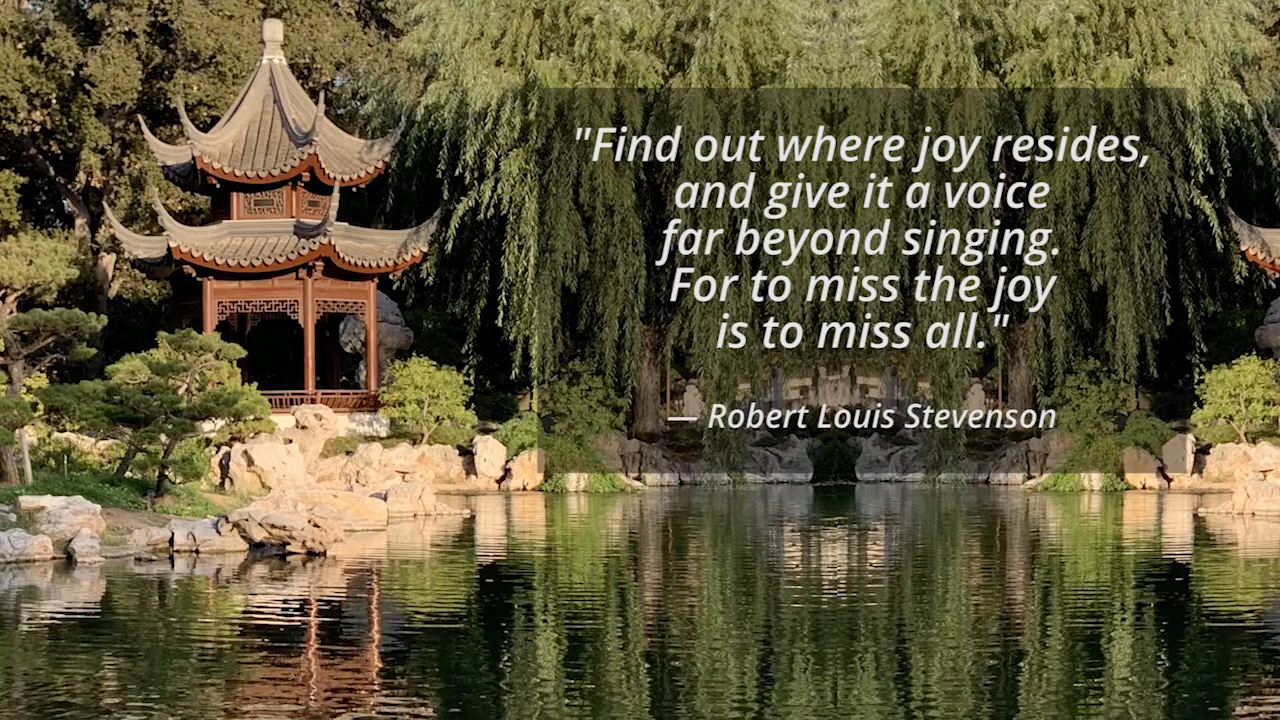 "Find out where joy resides,
and give it a voice
far beyond singing.
For to miss the joy
is to miss all."
— Robert Louis Stevenson